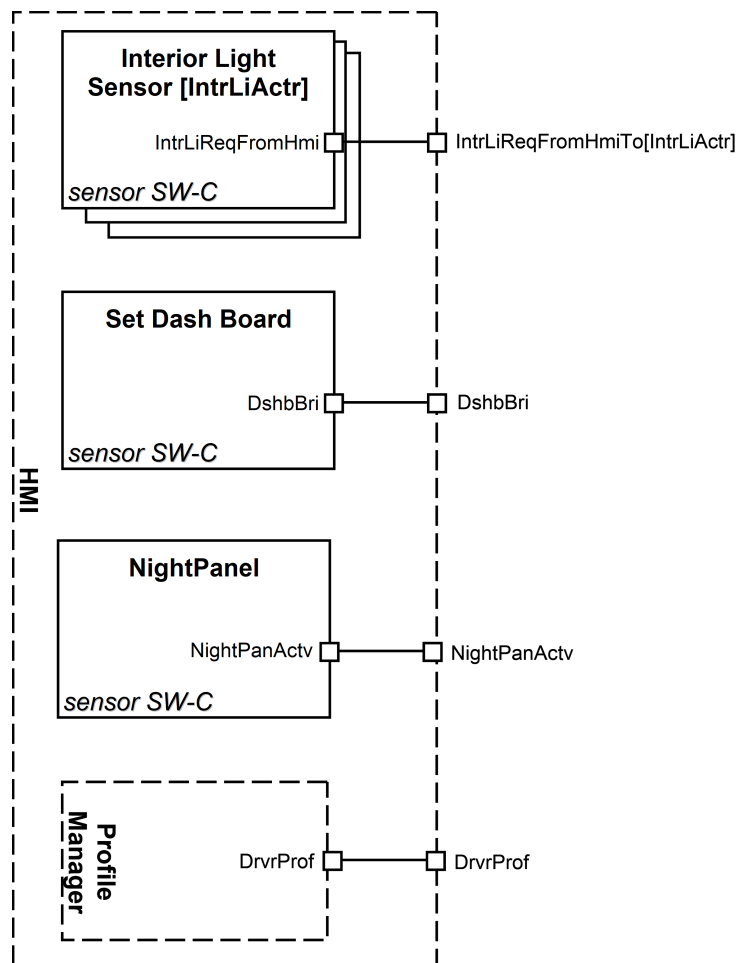 Interior Light
Sensor [IntrLiActr]
IntrLiReqFromHmi
IntrLiReqFromHmiTo[IntrLiActr]
sensor SW-C
Set Dash Board
DshbBri
DshbBri
sensor SW-C
HMI
NightPanel
NightPanActv
NightPanActv
sensor SW-C
Profile
Manager
DrvrProf
DrvrProf